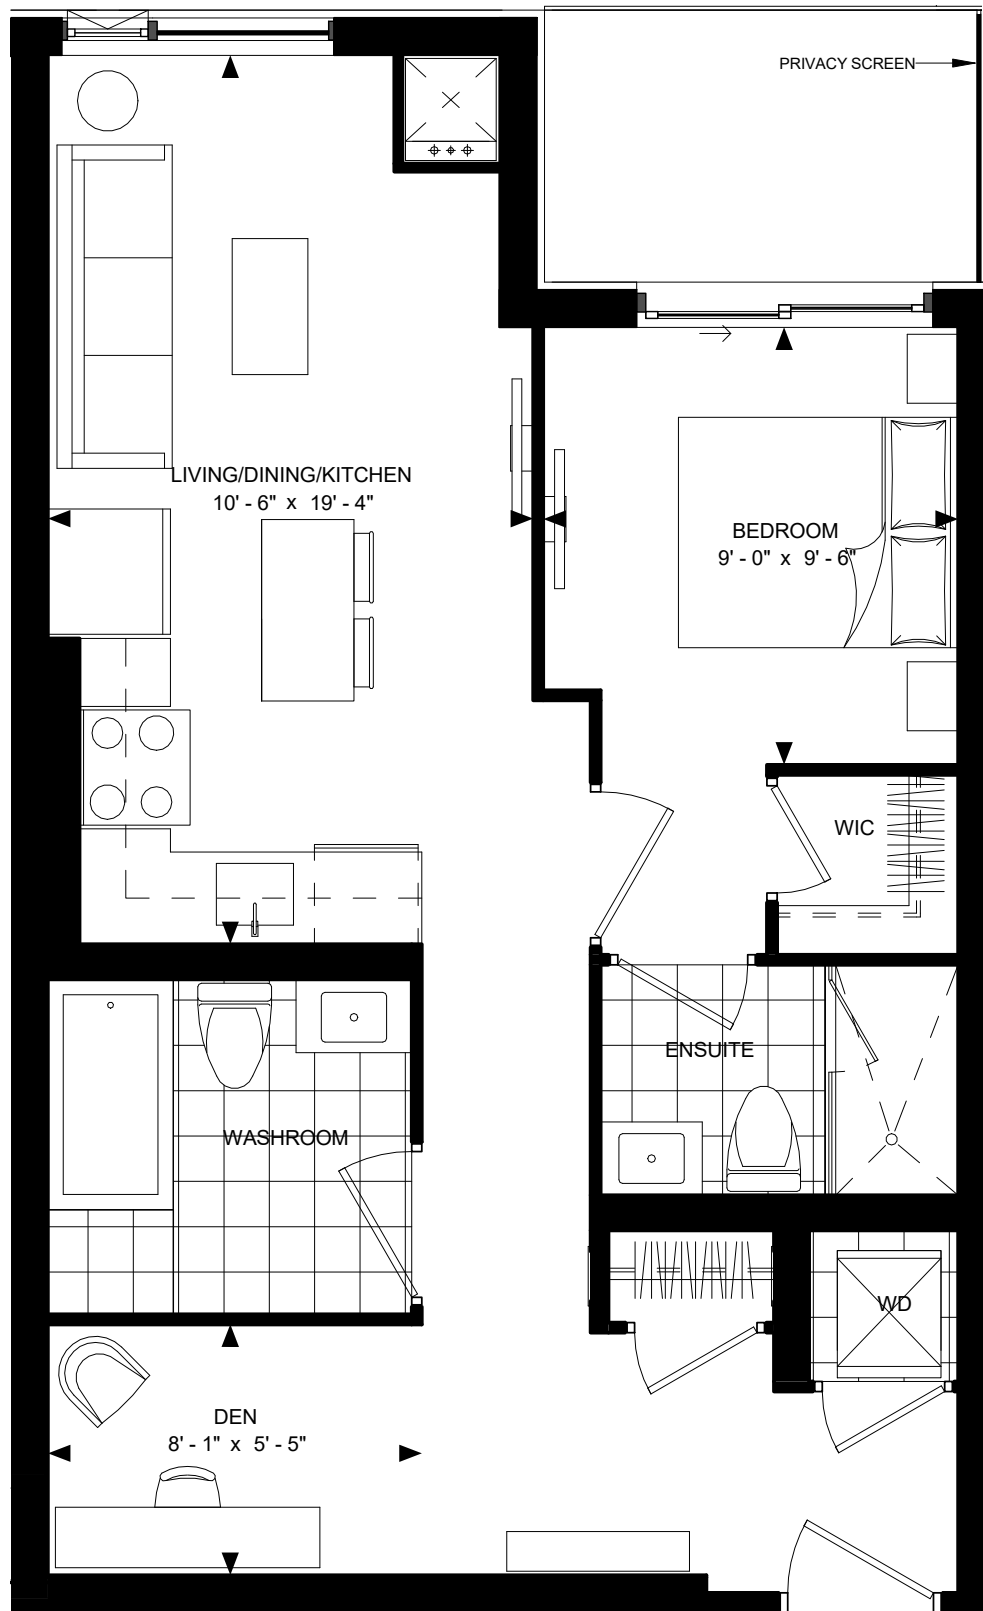 PRIVACY SCREEN
LIVING/DINING/KITCHEN
10' - 6" x 19' - 4"
BEDROOM
9' - 0" x 9' - 6"
WIC
ENSUITE
WASHROOM
WD
DEN
8' - 1" x 5' - 5"